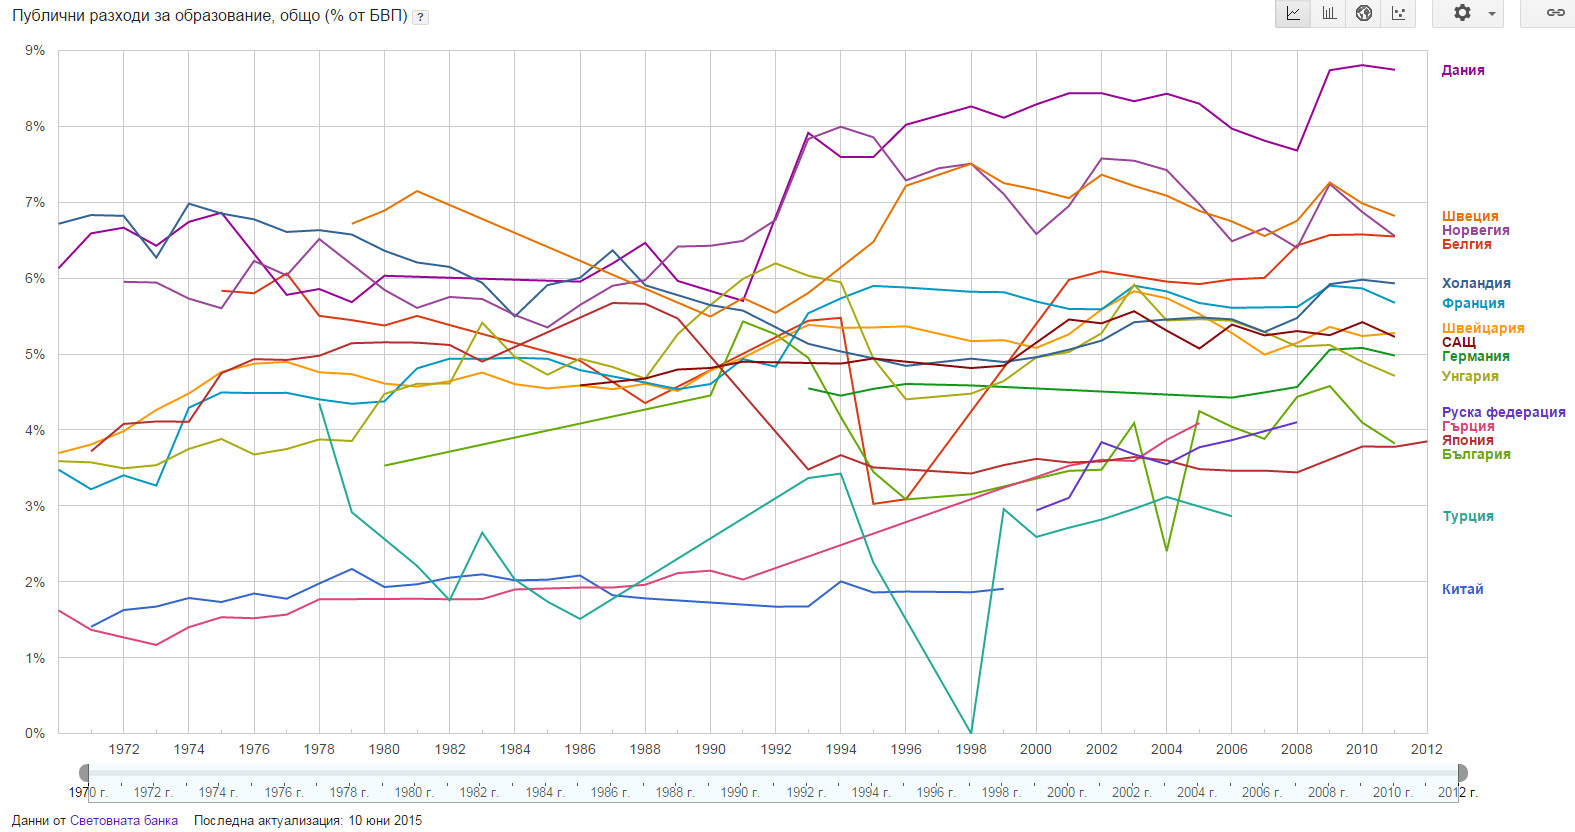 Публични разходи за образование, общо (% от БВП) ?
9%
8%
7%
6%
5%
4%
3%
2%
1%
0%
Дания
Швеция
Норвегия
Белгия
Холандия
Франция
Швейцария
САЩ
Германия
Унгария
Руска федерация
Гърция
Япония
България
Турция
Китай
1972 1974 1976 1978 1980 1982 1984 1986 1988 1990 1992 1994 1996 1998 2000 2002 2004 2006 2008 2010 2012
1970 г. 1972 г. 1974 г. 1976 г. 1978 г. 1980 г. 1982 г. 1984 г. 1986 г. 1988 г. 1990 г. 1992 г. 1994 г. 1996 г. 1998 г. 2000 г. 2002 г. 2004 г. 2006 г. 2008 г. 2010 г. 2012 г.
Данни от Световната банка Последна актуализация: 10 юни 2015